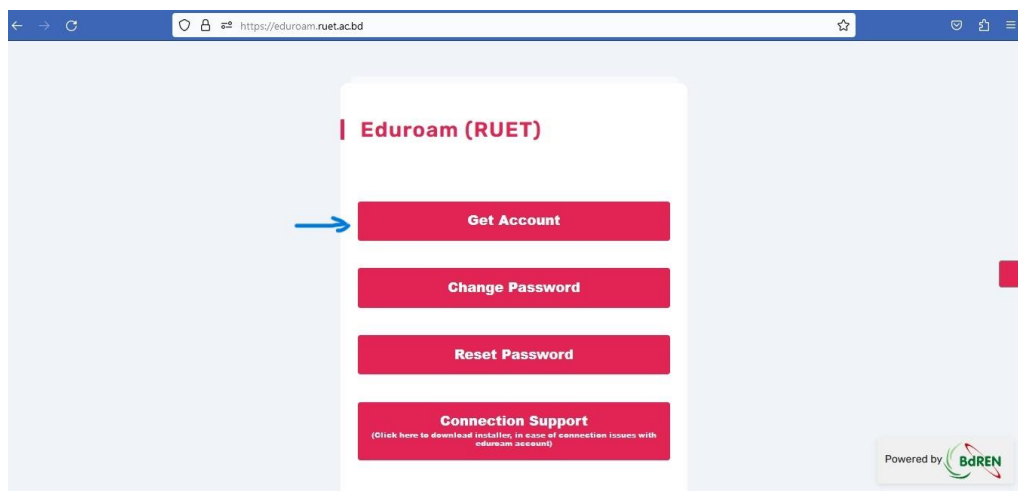 https://eduroam.ruet.ac.bd
Eduroam (RUET)
Get Account
Change Password
Reset Password
Connection Support
(Click here to download installer, in case of connection issues with
eduroam account)
Powered by BdREN